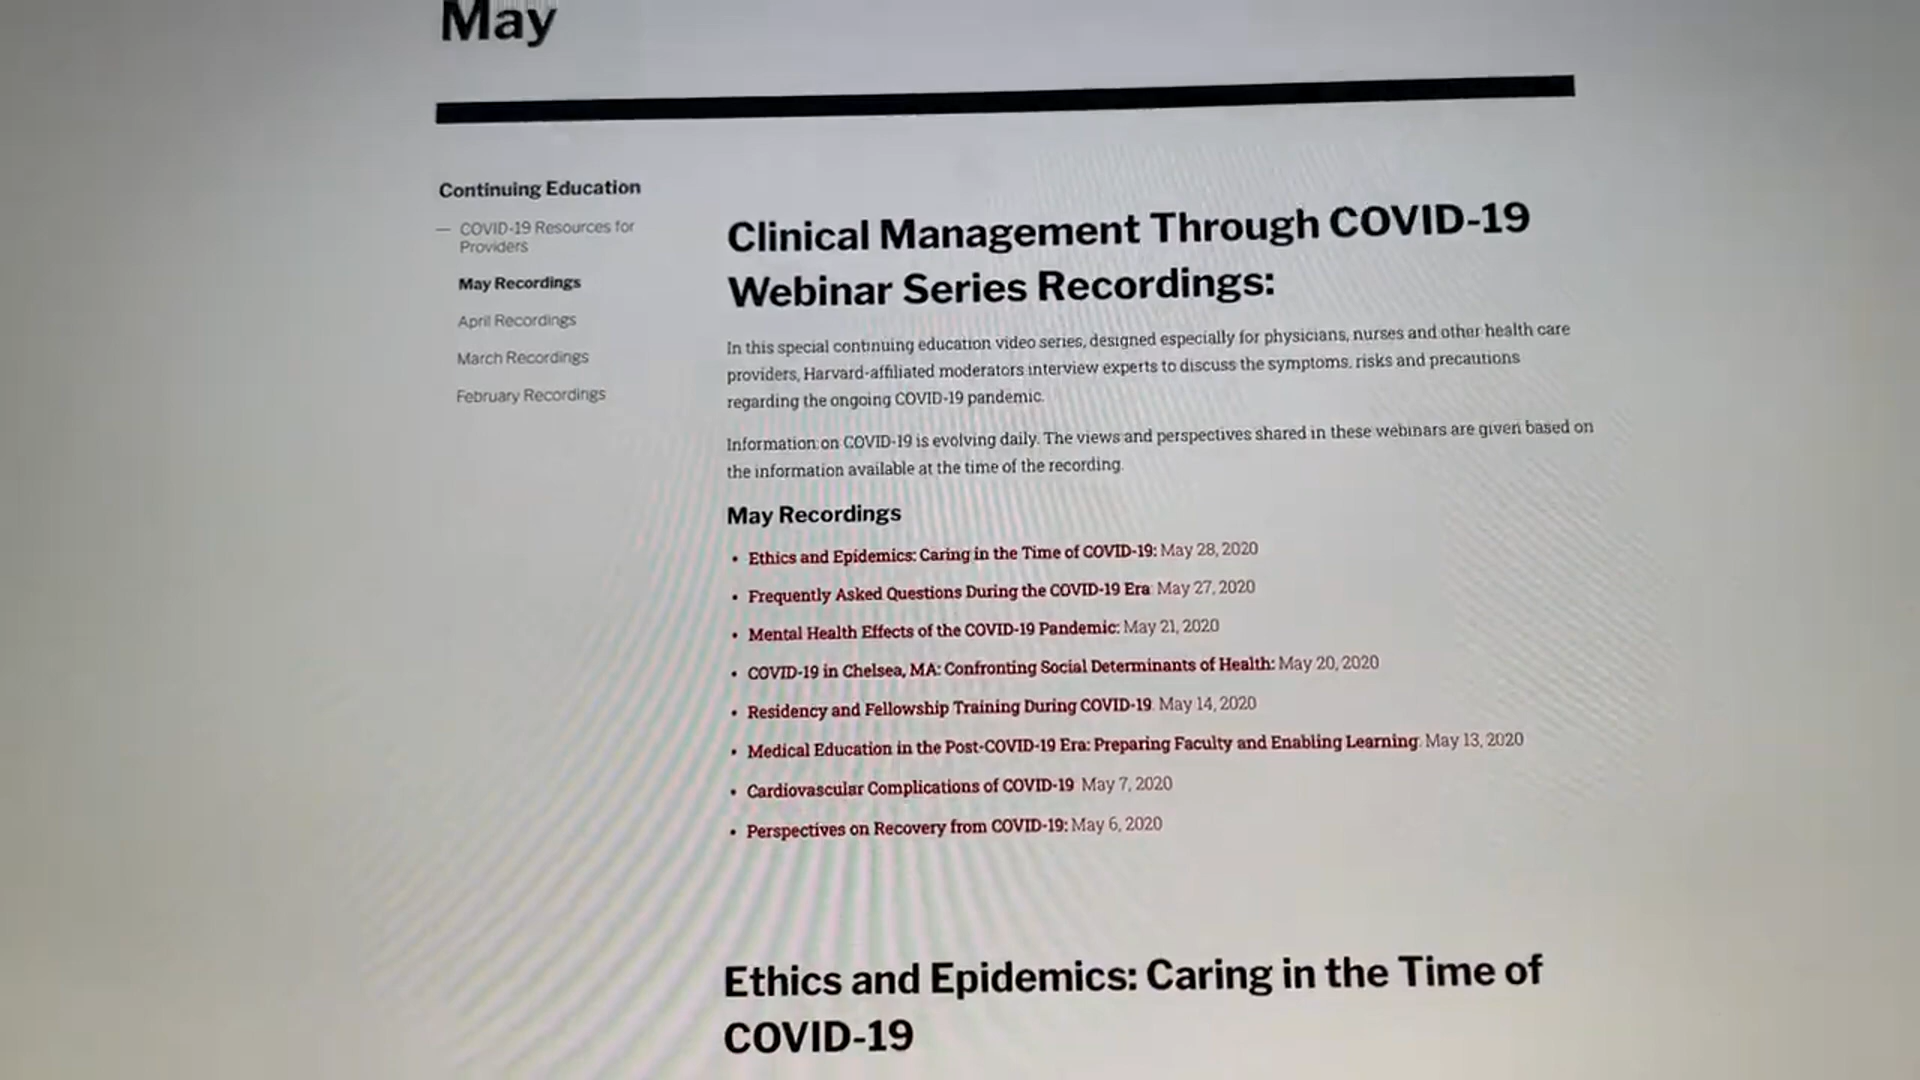 May
Continuing Education
— COVID-19 Resources for
Providers
May Recordings
April Recordings
March Recordings
February Recordings
Clinical Management Through COVID-19
Webinar Series Recordings:
In this special continuing education video series, designed especially for physicians, nurses and other health care
providers, Harvard-affiliated moderators interview experts to discuss the symptoms, risks and precautions
regarding the ongoing COVID-19 pandemic.
Information on COVID-19 is evolving daily. The views and perspectives shared in these webinars are given based on
the information available at the time of the recording.
May Recordings
• Ethics and Epidemics: Caring in the Time of COVID-19: May 28, 2020
• Frequently Asked Questions During the COVID-19 Era: May 27, 2020
• Mental Health Effects of the COVID-19 Pandemic: May 21, 2020
• COVID-19 in Chelsea, MA: Confronting Social Determinants of Health: May 20, 2020
• Residency and Fellowship Training During COVID-19: May 14, 2020
• Medical Education in the Post-COVID-19 Era: Preparing Faculty and Enabling Learning: May 13, 2020
• Cardiovascular Complications of COVID-19 May 7, 2020
• Perspectives on Recovery from COVID-19: May 6, 2020
Ethics and Epidemics: Caring in the Time of
COVID-19